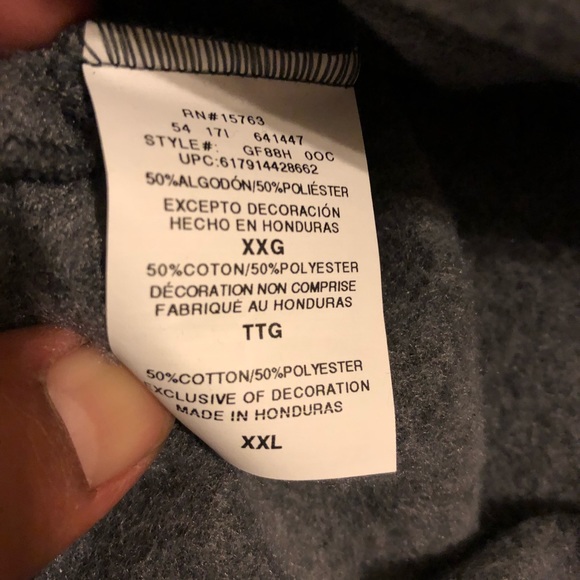 RN#15763
54 17I 641447
STYLE#: GF88H 0OC
UPC:617914428662
50%ALGODÓN/50%POLIÉSTER
EXCEPTO DECORACIÓN
HECHO EN HONDURAS
XXG
50%COTON/50%POLYESTER
DÉCORATION NON COMPRISE
FABRIQUÉ AU HONDURAS
TTG
50%COTTON/50%POLYESTER
EXCLUSIVE OF DECORATION
MADE IN HONDURAS
XXL